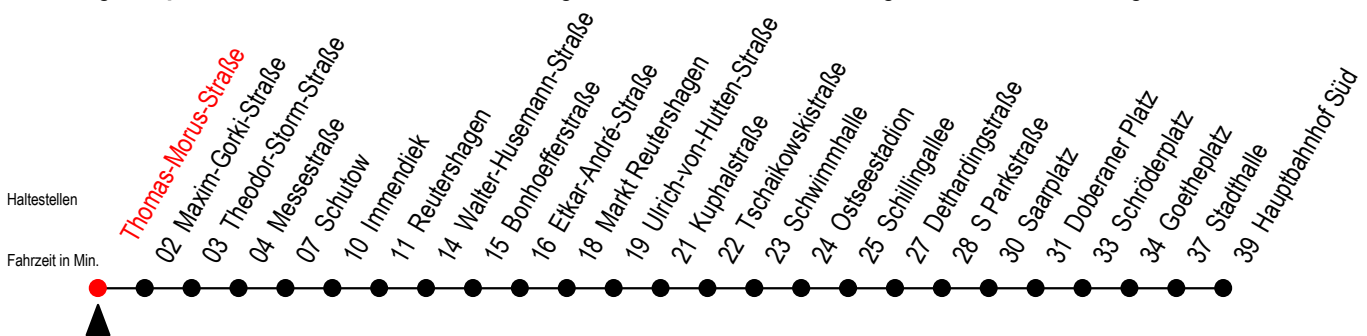 Haltestellen
Fahrzeit in Min.
Thomas-Morus-Straße
02 Maxim-Gorki-Straße
03 Theodor-Storm-Straße
04 Messestraße
07 Schutow
10 Immendiek
11 Reutershagen
14 Walter-Husemann-Straße
15 Bonhoefferstraße
16 Etkar-André-Straße
18 Markt Reutershagen
19 Ulrich-von-Hutten-Straße
21 Kuphalstraße
22 Tschaikowskistraße
23 Schwimmhalle
24 Ostseestadion
25 Schillingallee
27 Dethardingstraße
28 S Parkstraße
30 Saarplatz
31 Doberaner Platz
33 Schröderplatz
34 Goetheplatz
37 Stadthalle
39 Hauptbahnhof Süd